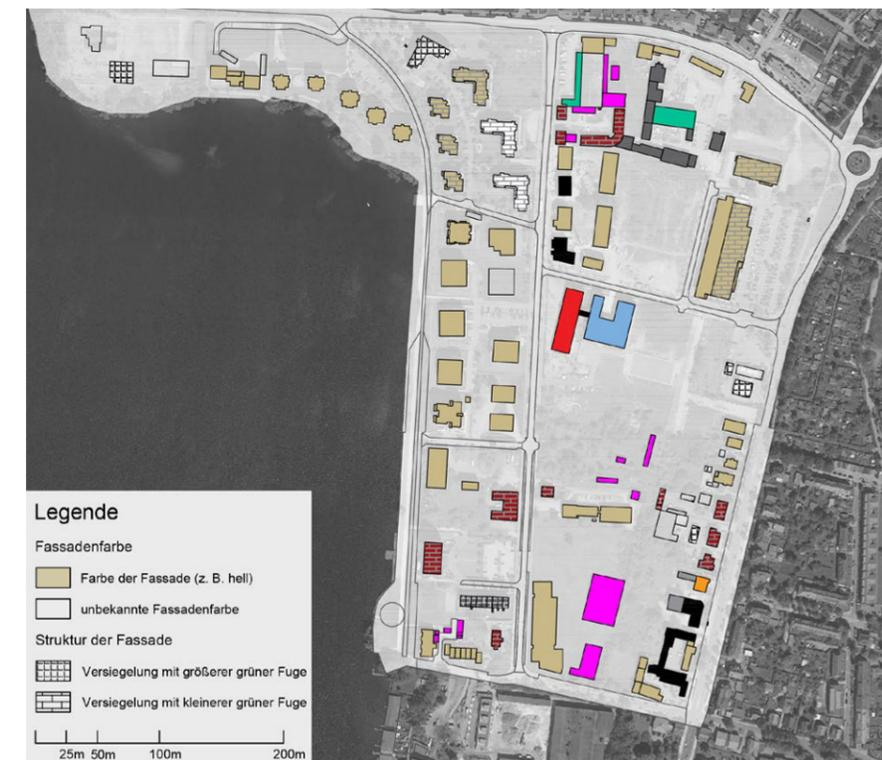 Legende
Fassadenfarbe
Farbe der Fassade (z. B. hell)
unbekannte Fassadenfarbe
Struktur der Fassade
Versiegelung mit größerer grüner Fuge
Versiegelung mit kleinerer grüner Fuge
25m 50m 100m 200m